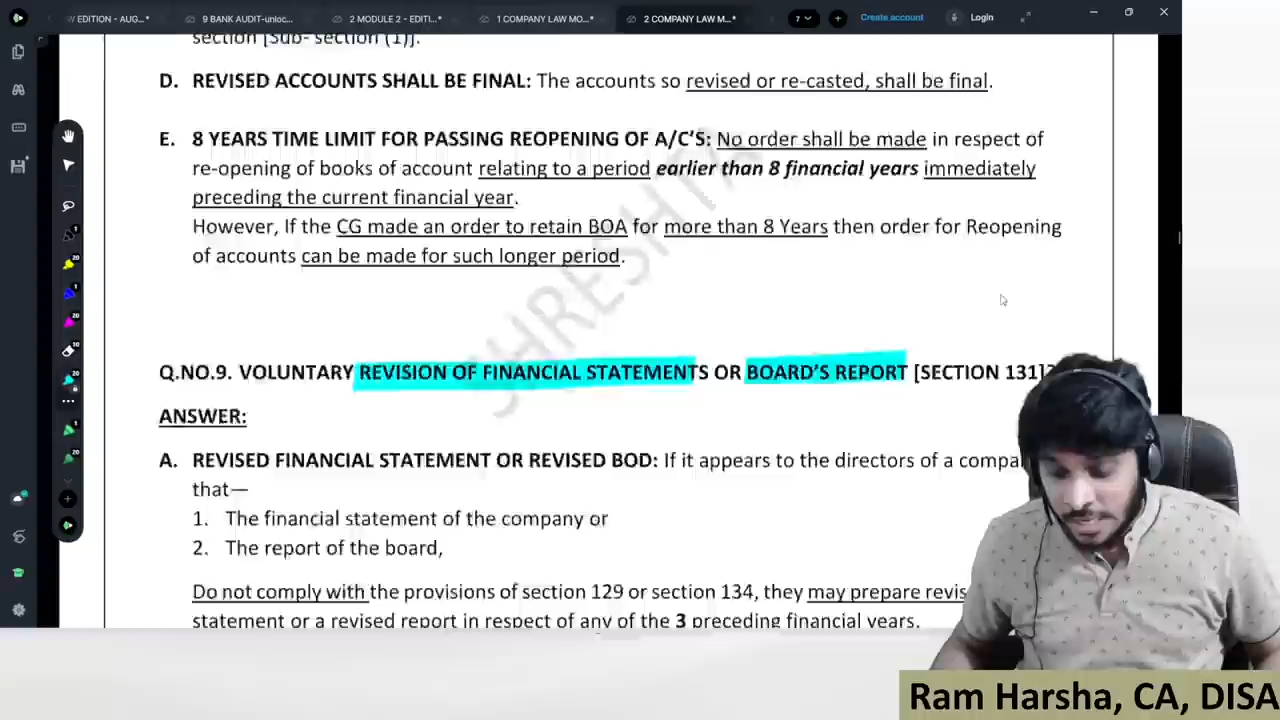 W EDITION - AUG...* 9 BANK AUDIT-unloc... 2 MODULE 2 - EDITI...* 1 COMPANY LAW MO...* 2 COMPANY LAW M...* 7 Create account Login
section [Sub- section (1)].
D. REVISED ACCOUNTS SHALL BE FINAL: The accounts so revised or re-casted, shall be final.
E. 8 YEARS TIME LIMIT FOR PASSING REOPENING OF A/C'S: No order shall be made in respect of
re-opening of books of account relating to a period earlier than 8 financial years immediately
preceding the current financial year.
However, If the CG made an order to retain BOA for more than 8 Years then order for Reopening
of accounts can be made for such longer period.
SHRESHTA
Q.NO.9. VOLUNTARY REVISION OF FINANCIAL STATEMENTS OR BOARD'S REPORT [SECTION 131]?
ANSWER:
A. REVISED FINANCIAL STATEMENT OR REVISED BOD: If it appears to the directors of a compan
that—
1. The financial statement of the company or
2. The report of the board,
Do not comply with the provisions of section 129 or section 134, they may prepare revis
statement or a revised report in respect of any of the 3 preceding financial years.
Ram Harsha, CA, DISA